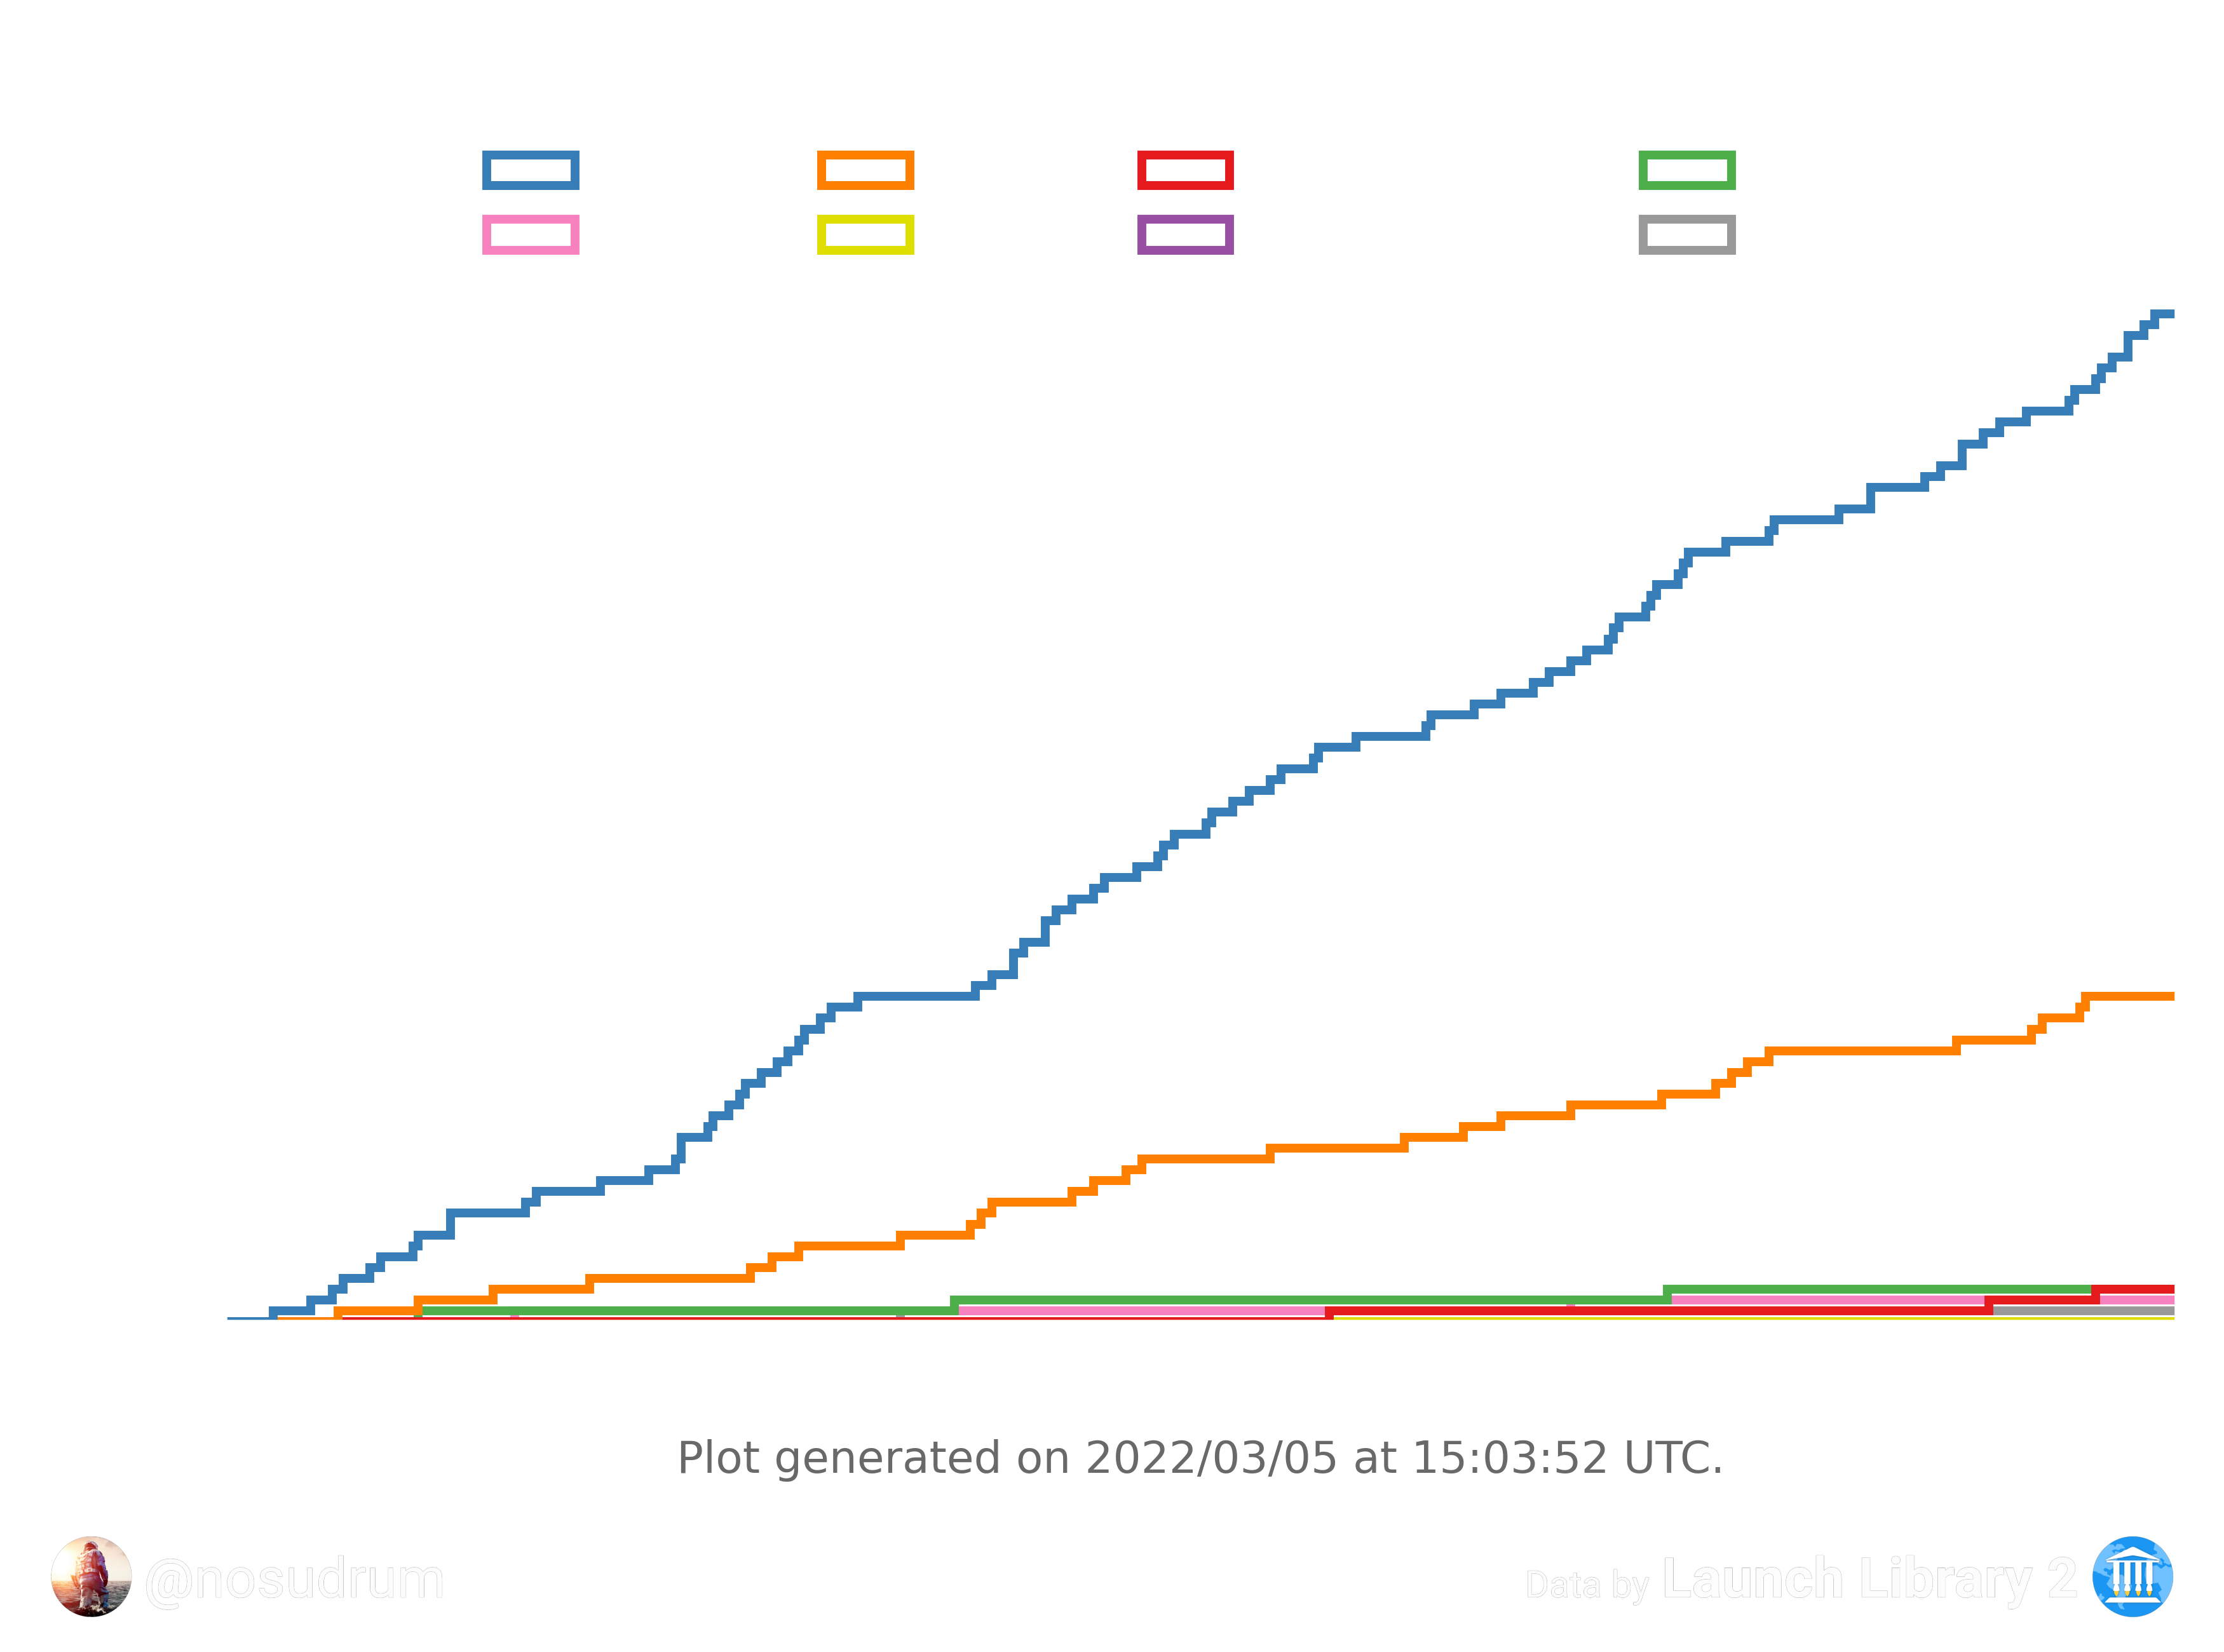 Plot generated on 2022/03/05 at 15:03:52 UTC.
@nosudrum
Data by Launch Library 2